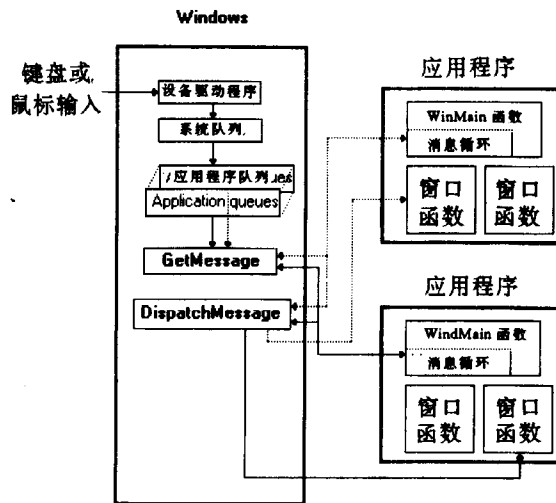 Windows
键盘或
鼠标输入
设备驱动程序
系统队列
应用程序队列 ues
Application queues
GetMessage
DispatchMessage
应用程序
WinMain 函数
消息循环
窗口
函数
窗口
函数
应用程序
WindMain 函数
消息循环
窗口
函数
窗口
函数